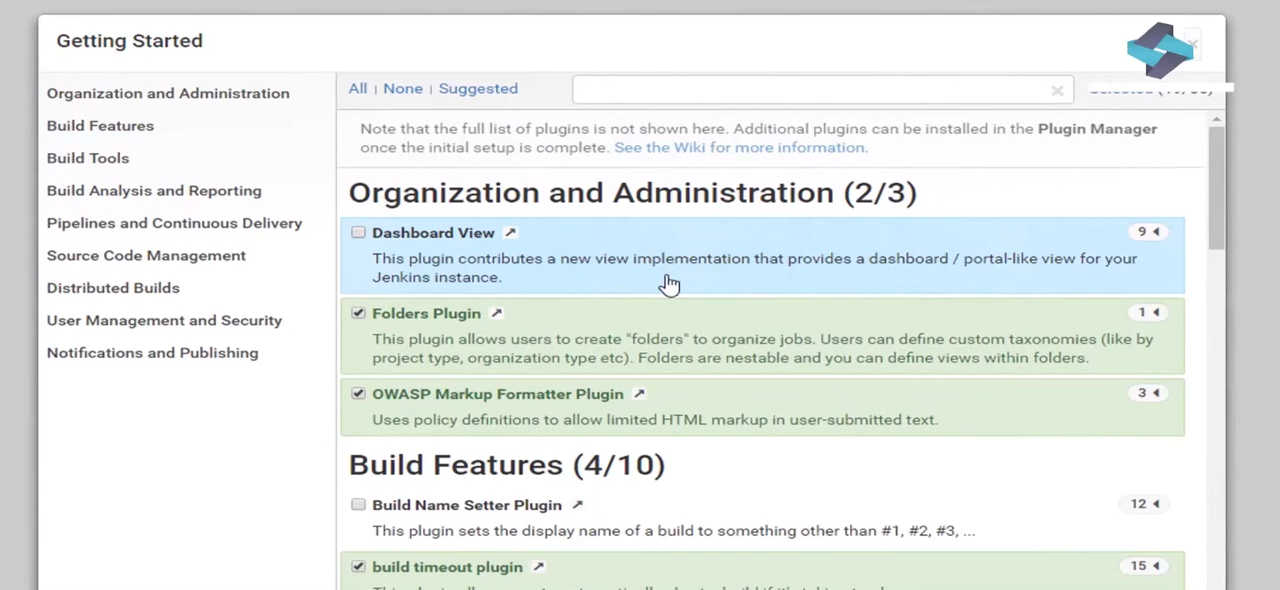 Getting Started
Organization and Administration
Build Features
Build Tools
Build Analysis and Reporting
Pipelines and Continuous Delivery
Source Code Management
Distributed Builds
User Management and Security
Notifications and Publishing
All | None | Suggested
Note that the full list of plugins is not shown here. Additional plugins can be installed in the Plugin Manager
once the initial setup is complete. See the Wiki for more information.
Organization and Administration (2/3)
Dashboard View 9
This plugin contributes a new view implementation that provides a dashboard / portal-like view for your
Jenkins instance.
Folders Plugin 1
This plugin allows users to create "folders" to organize jobs. Users can define custom taxonomies (like by
project type, organization type etc). Folders are nestable and you can define views within folders.
OWASP Markup Formatter Plugin 3
Uses policy definitions to allow limited HTML markup in user-submitted text.
Build Features (4/10)
Build Name Setter Plugin 12
This plugin sets the display name of a build to something other than #1, #2, #3, ...
build timeout plugin 15